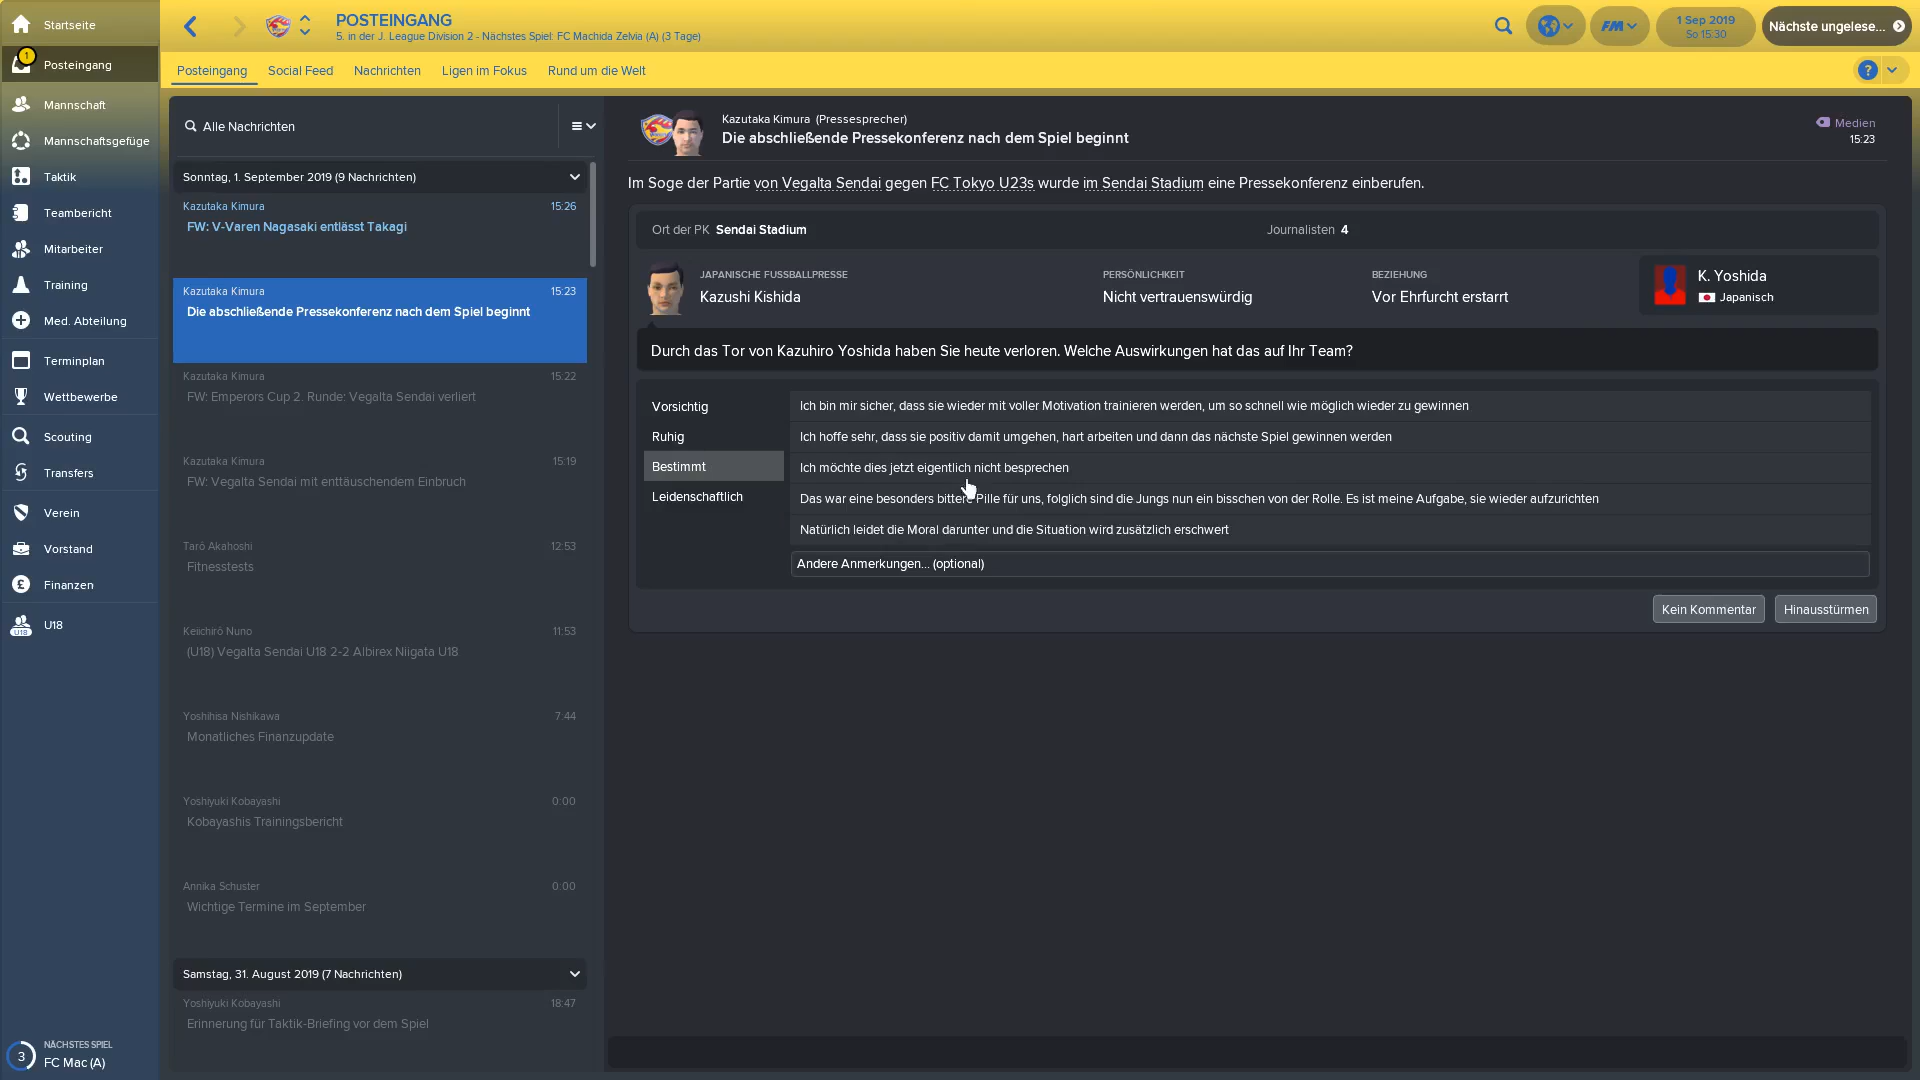 Startseite
1
Posteingang
Mannschaft
Mannschaftsgefüge
Taktik
Teambericht
Mitarbeiter
Training
Med. Abteilung
Terminplan
Wettbewerbe
Scouting
Transfers
Verein
Vorstand
Finanzen
U18
U18
3
NÄCHSTES SPIEL
FC Mac (A)
POSTEINGANG
5. in der J. League Division 2 - Nächstes Spiel: FC Machida Zelvia (A) (3 Tage)
FM
1 Sep 2019
So 15:30
Nächste ungelese...
Posteingang
Social Feed
Nachrichten
Ligen im Fokus
Rund um die Welt
?
Alle Nachrichten
Sonntag, 1. September 2019 (9 Nachrichten)
Kazutaka Kimura 15:26
FW: V-Varen Nagasaki entlässt Takagi
Kazutaka Kimura 15:23
Die abschließende Pressekonferenz nach dem Spiel beginnt
Kazutaka Kimura 15:22
FW: Emperors Cup 2. Runde: Vegalta Sendai verliert
Kazutaka Kimura 15:19
FW: Vegalta Sendai mit enttäuschendem Einbruch
Tarō Akahoshi 12:53
Fitnesstests
Keiichirō Nuno 11:53
(U18) Vegalta Sendai U18 2-2 Albirex Niigata U18
Yoshihisa Nishikawa 7:44
Monatliches Finanzupdate
Yoshiyuki Kobayashi 0:00
Kobayashis Trainingsbericht
Annika Schuster 0:00
Wichtige Termine im September
Samstag, 31. August 2019 (7 Nachrichten)
Yoshiyuki Kobayashi 18:47
Erinnerung für Taktik-Briefing vor dem Spiel
Kazutaka Kimura (Pressesprecher)
Die abschließende Pressekonferenz nach dem Spiel beginnt
Medien
15:23
Im Soge der Partie von Vegalta Sendai gegen FC Tokyo U23s wurde im Sendai Stadium eine Pressekonferenz einberufen.
Ort der PK Sendai Stadium
Journalisten 4
JAPANISCHE FUSSBALLPRESSE
Kazushi Kishida
PERSÖNLICHKEIT
Nicht vertrauenswürdig
BEZIEHUNG
Vor Ehrfurcht erstarrt
K. Yoshida
Japanisch
Durch das Tor von Kazuhiro Yoshida haben Sie heute verloren. Welche Auswirkungen hat das auf Ihr Team?
Vorsichtig
Ruhig
Bestimmt
Leidenschaftlich
Ich bin mir sicher, dass sie wieder mit voller Motivation trainieren werden, um so schnell wie möglich wieder zu gewinnen
Ich hoffe sehr, dass sie positiv damit umgehen, hart arbeiten und dann das nächste Spiel gewinnen werden
Ich möchte dies jetzt eigentlich nicht besprechen
Das war eine besonders bittere Pille für uns, folglich sind die Jungs nun ein bisschen von der Rolle. Es ist meine Aufgabe, sie wieder aufzurichten
Natürlich leidet die Moral darunter und die Situation wird zusätzlich erschwert
Andere Anmerkungen... (optional)
Kein Kommentar
Hinausstürmen